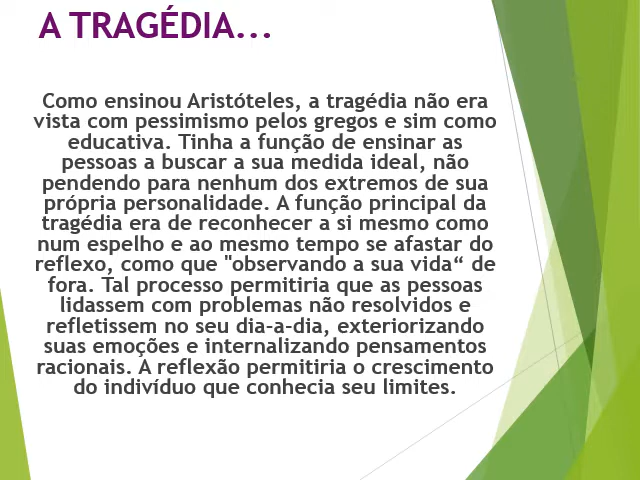 A TRAGÉDIA...
Como ensinou Aristóteles, a tragédia não era
vista com pessimismo pelos gregos e sim como
educativa. Tinha a função de ensinar as
pessoas a buscar a sua medida ideal, não
pendendo para nenhum dos extremos de sua
própria personalidade. A função principal da
tragédia era de reconhecer a si mesmo como
num espelho e ao mesmo tempo se afastar do
reflexo, como que "observando a sua vida“ de
fora. Tal processo permitiria que as pessoas
lidassem com problemas não resolvidos e
refletissem no seu dia-a-dia, exteriorizando
suas emoções e internalizando pensamentos
racionais. A reflexão permitiria o crescimento
do indivíduo que conhecia seu limites.